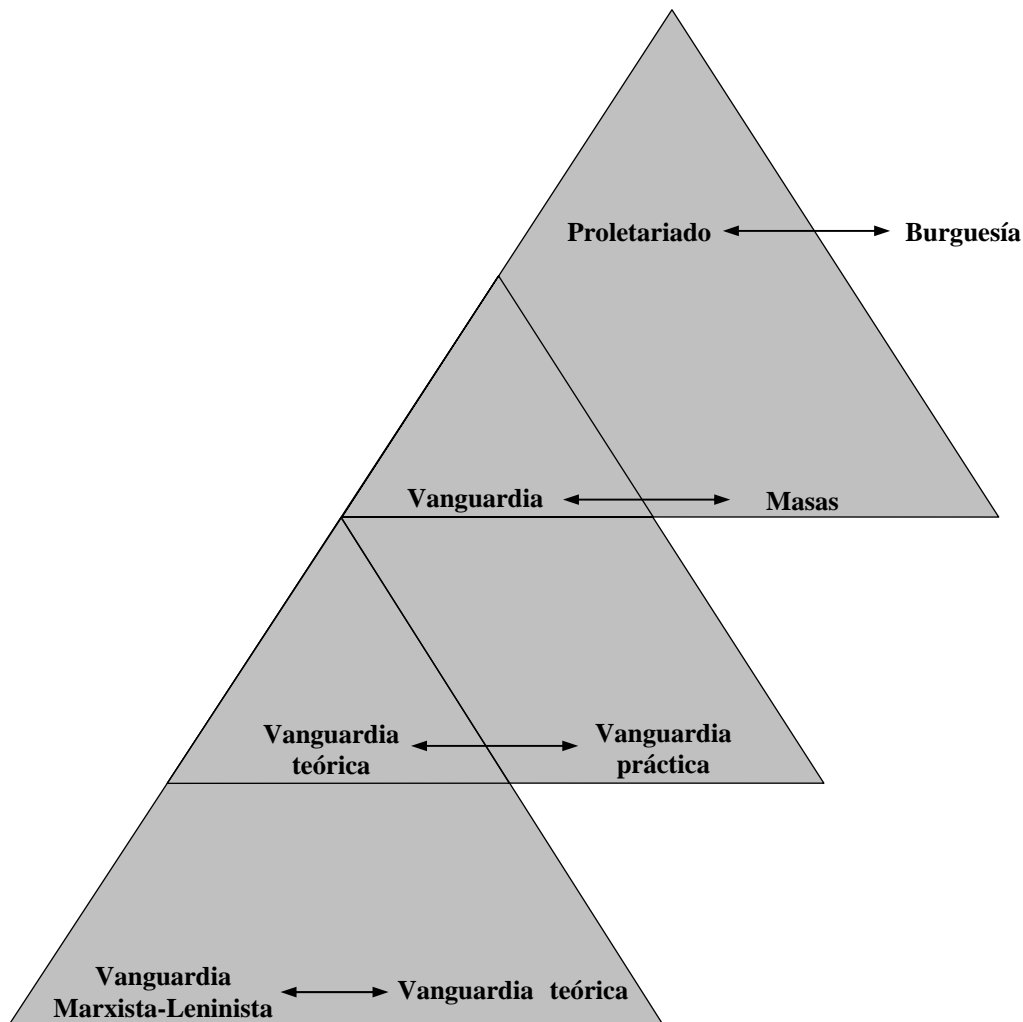 Proletariado Burguesía
Vanguardia Masas
Vanguardia Vanguardia
teórica práctica
Vanguardia
Marxista-Leninista Vanguardia teórica